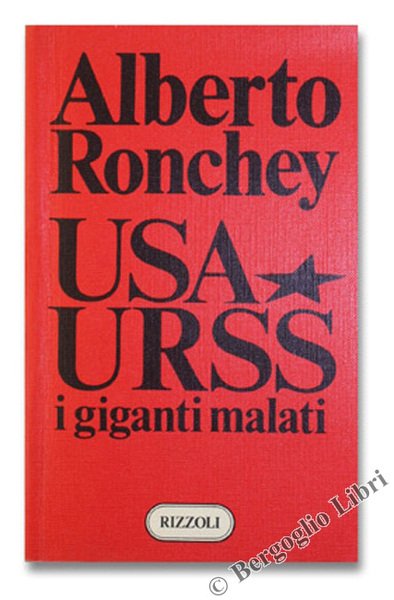 Alberto
Ronchey
USA★
URSS
i giganti malati
RIZZOLI
© Bergoglio Libri